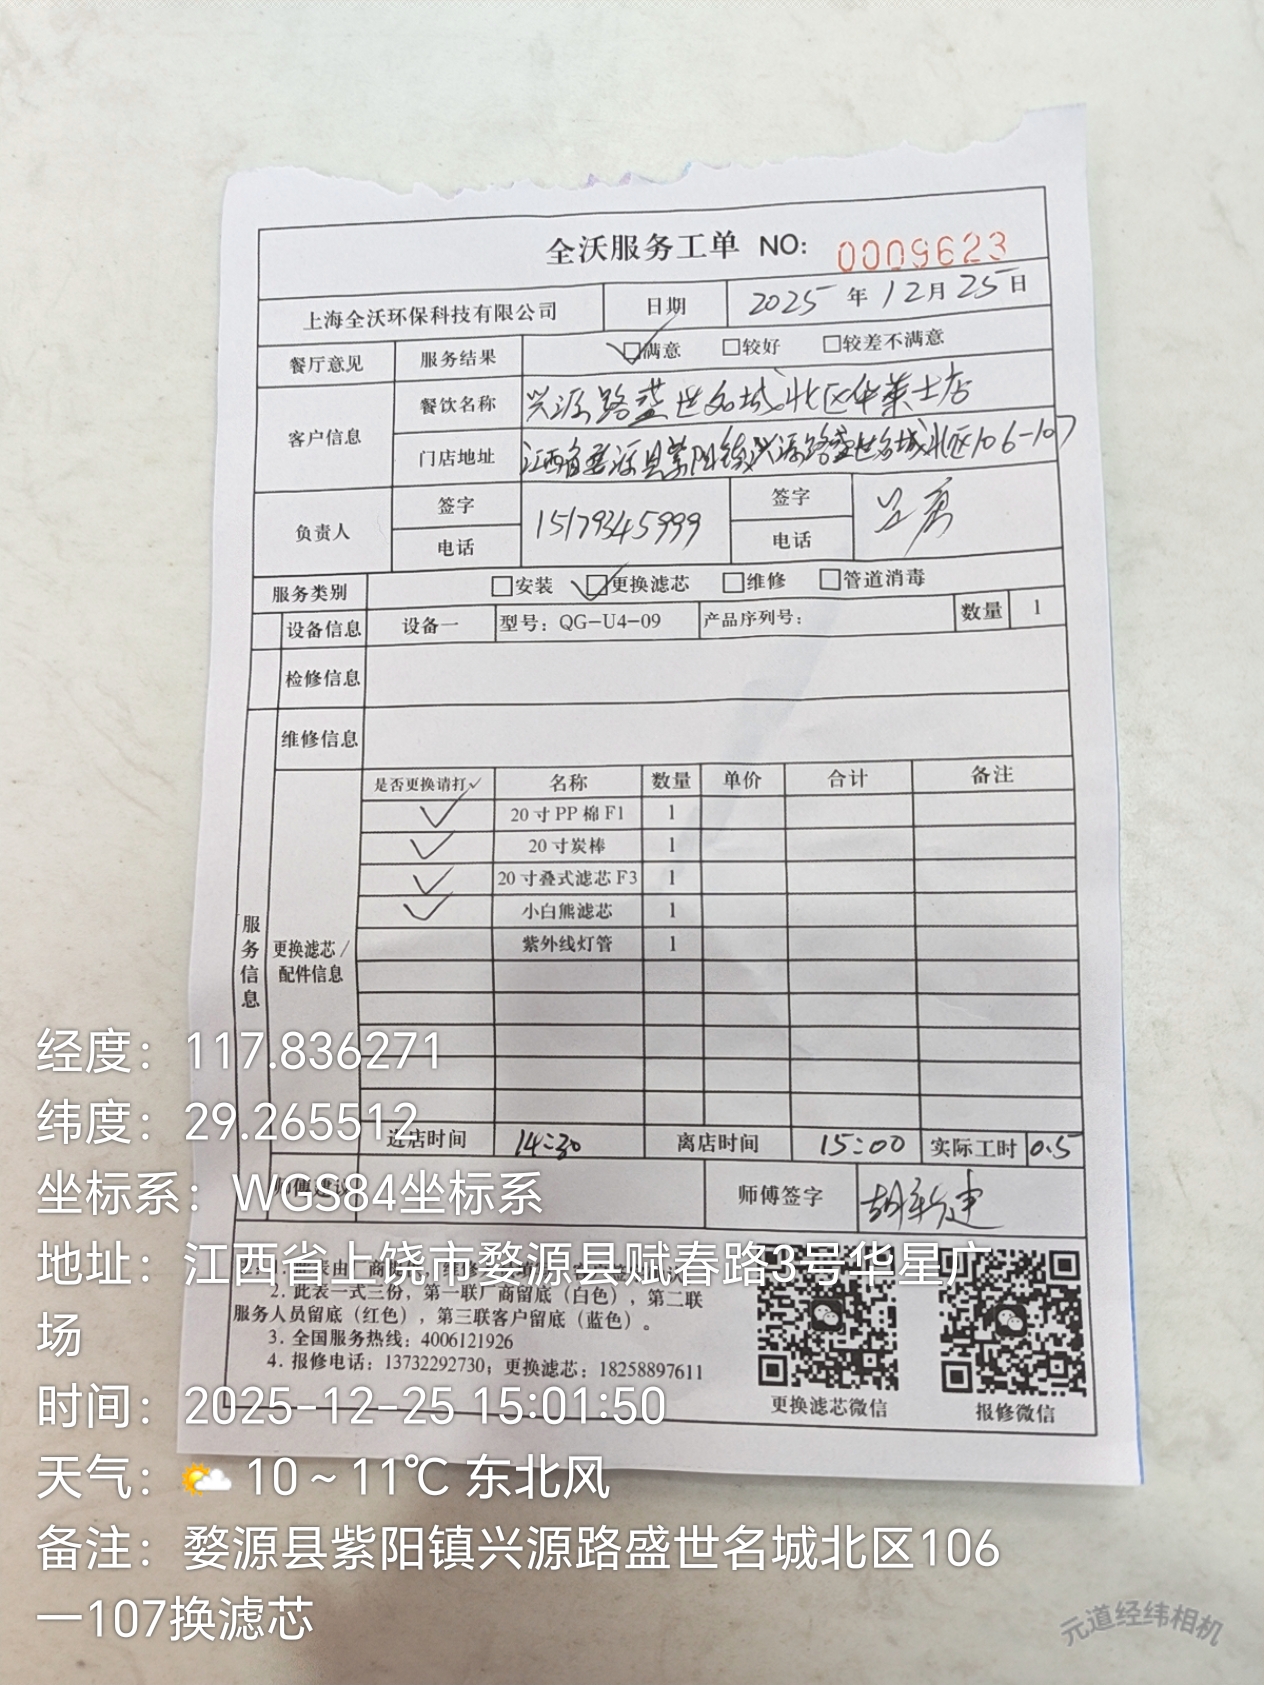 全沃服务工单 NO: 0009623
上海全沃环保科技有限公司 日期 2025年12月25日
餐厅意见 服务结果 ☑满意 □较好 □较差不满意
客户信息 餐饮名称 兴源路盛世名城北区华莱士店
门店地址 江西省婺源县紫阳镇兴源路盛世名城北区106-107
负责人 签字 电话 15179345999 签字 电话
服务类别 □安装 ☑更换滤芯 □维修 □管道消毒
设备信息 设备一 型号：QG-U4-09 产品序列号： 数量 1
检修信息
维修信息
服务信息
更换滤芯/配件信息
是否更换请打✓ 名称 数量 单价 合计 备注
✓ 20寸PP棉F1 1
✓ 20寸炭棒 1
✓ 20寸叠式滤芯F3 1
✓ 小白熊滤芯 1
紫外线灯管 1
进店时间 14:30 离店时间 15:00 实际工时 0.5
师傅建议 师傅签字 胡新建
2. 此表一式三份，第一联厂商留底（白色），第二联
服务人员留底（红色），第三联客户留底（蓝色）。
3. 全国服务热线：4006121926
4. 报修电话：13732292730；更换滤芯：18258897611
更换滤芯微信 报修微信
经度：117.836271
纬度：29.265512
坐标系：WGS84坐标系
地址：江西省上饶市婺源县赋春路3号华星广
场
时间：2025-12-25 15:01:50
天气：10～11℃ 东北风
备注：婺源县紫阳镇兴源路盛世名城北区106
一107换滤芯
元道经纬相机